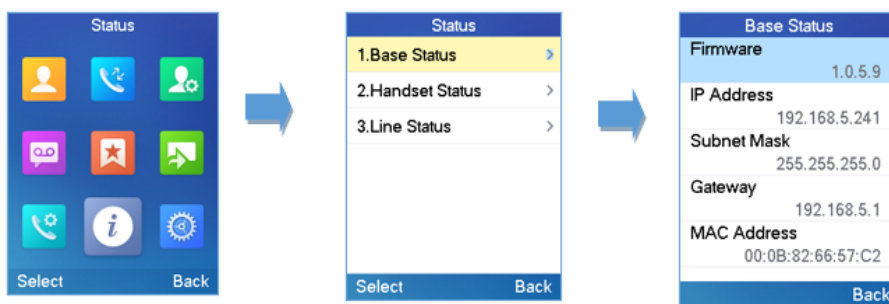 Status
Select Back
Status
1.Base Status
2.Handset Status
3.Line Status
Select Back
Base Status
Firmware
1.0.5.9
IP Address
192.168.5.241
Subnet Mask
255.255.255.0
Gateway
192.168.5.1
MAC Address
00:0B:82:66:57:C2
Back